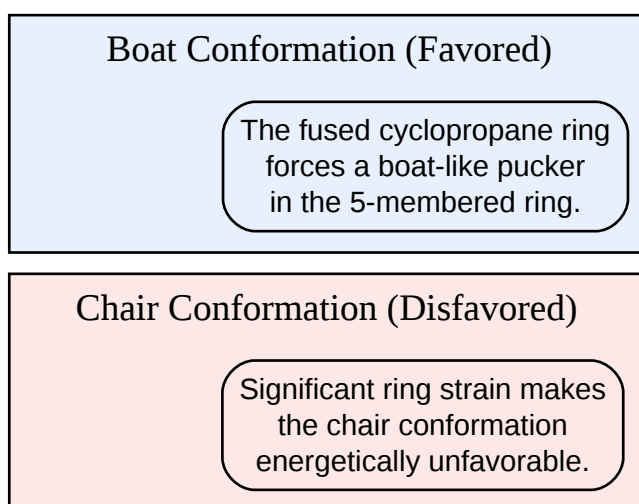 Boat Conformation (Favored)
The fused cyclopropane ring
forces a boat-like pucker
in the 5-membered ring.
Chair Conformation (Disfavored)
Significant ring strain makes
the chair conformation
energetically unfavorable.